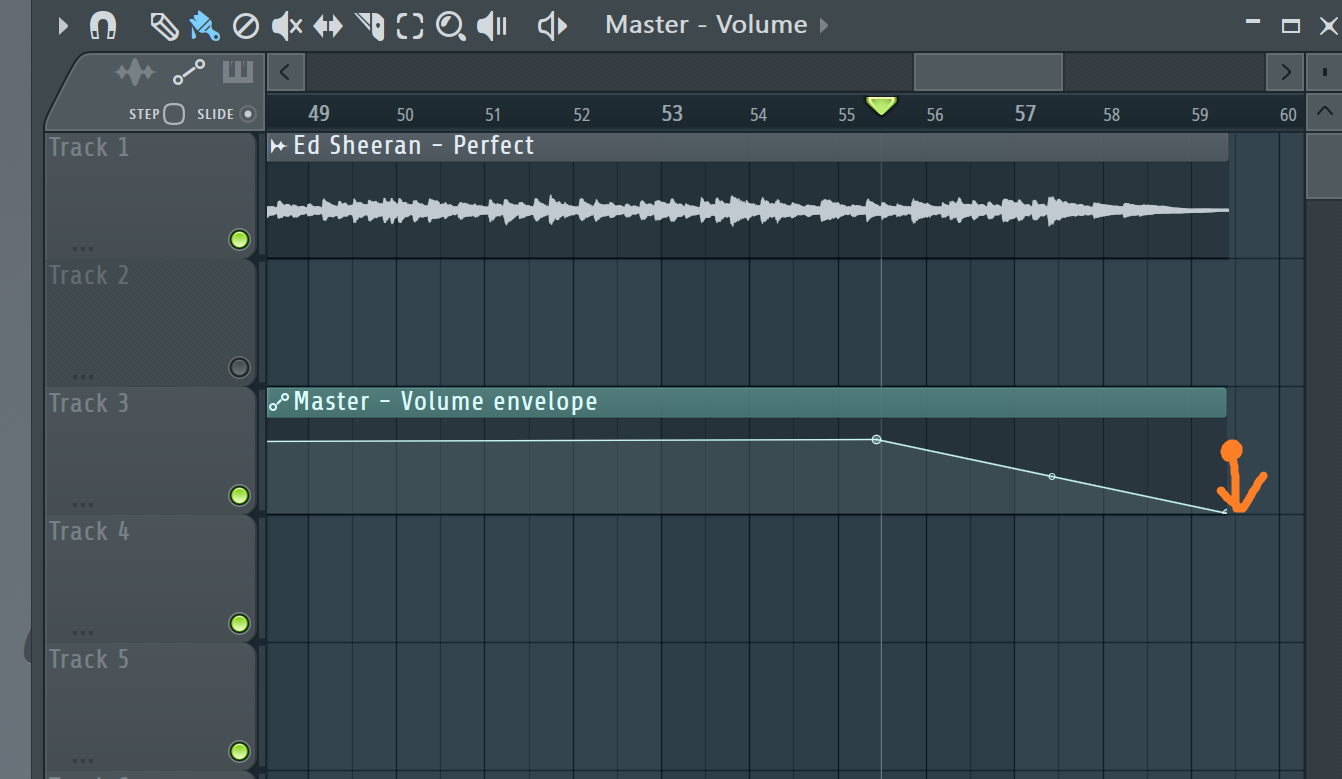 Master - Volume
STEP SLIDE
49 50 51 52 53 54 55 56 57 58 59 60
Track 1
Ed Sheeran - Perfect
Track 2
Track 3
Master - Volume envelope
Track 4
Track 5